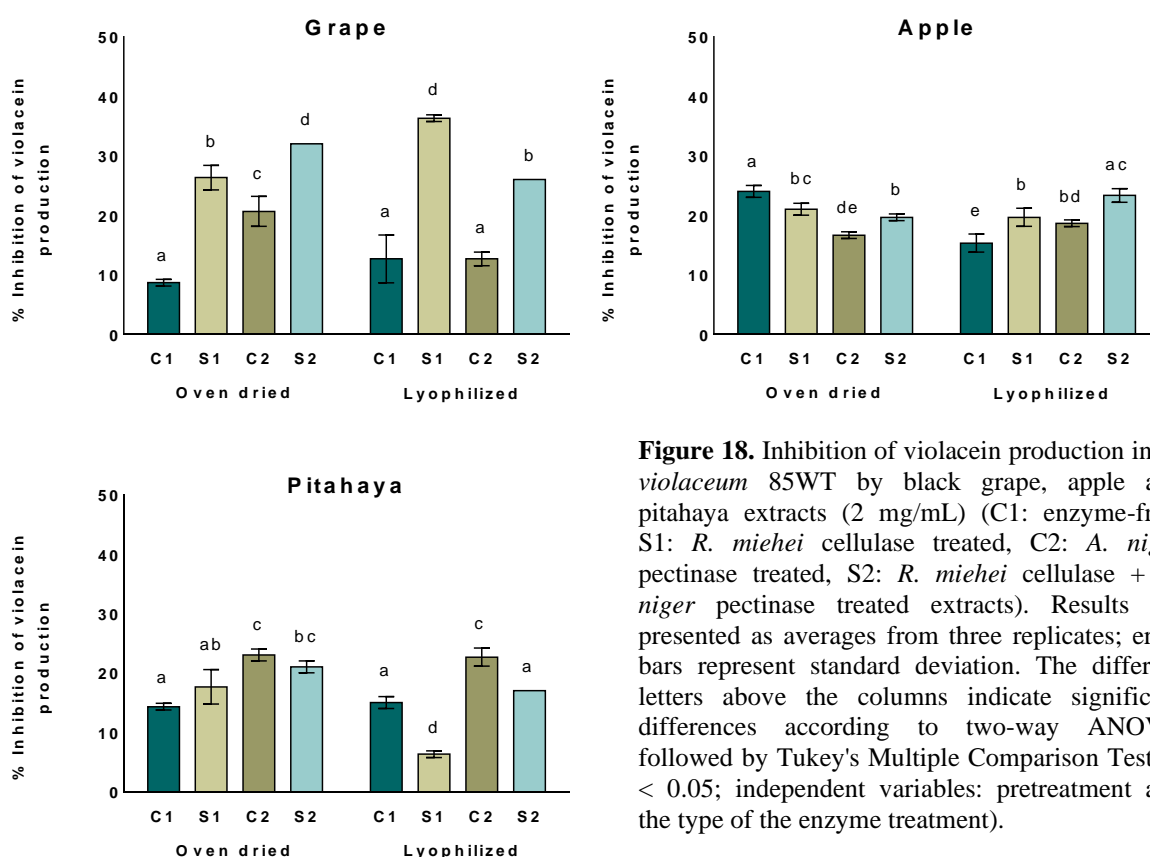 Grape
% Inhibition of violacein
production
50
40
30
20
10
0
a
b
c
d
a
d
a
b
C1 S1 C2 S2 C1 S1 C2 S2
Oven dried Lyophilized
Apple
% Inhibition of violacein
production
50
40
30
20
10
0
a
bc
de
b
e
b
bd
ac
C1 S1 C2 S2 C1 S1 C2 S2
Oven dried Lyophilized
Pitahaya
% Inhibition of violacein
production
50
40
30
20
10
0
a
ab
c
bc
a
d
c
a
C1 S1 C2 S2 C1 S1 C2 S2
Oven dried Lyophilized
Figure 18. Inhibition of violacein production in
violaceum 85WT by black grape, apple a
pitahaya extracts (2 mg/mL) (C1: enzyme-fr
S1: R. miehei cellulase treated, C2: A. nig
pectinase treated, S2: R. miehei cellulase +
niger pectinase treated extracts). Results
presented as averages from three replicates; er
bars represent standard deviation. The differ
letters above the columns indicate signific
differences according to two-way ANOV
followed by Tukey's Multiple Comparison Test
< 0.05; independent variables: pretreatment a
the type of the enzyme treatment).